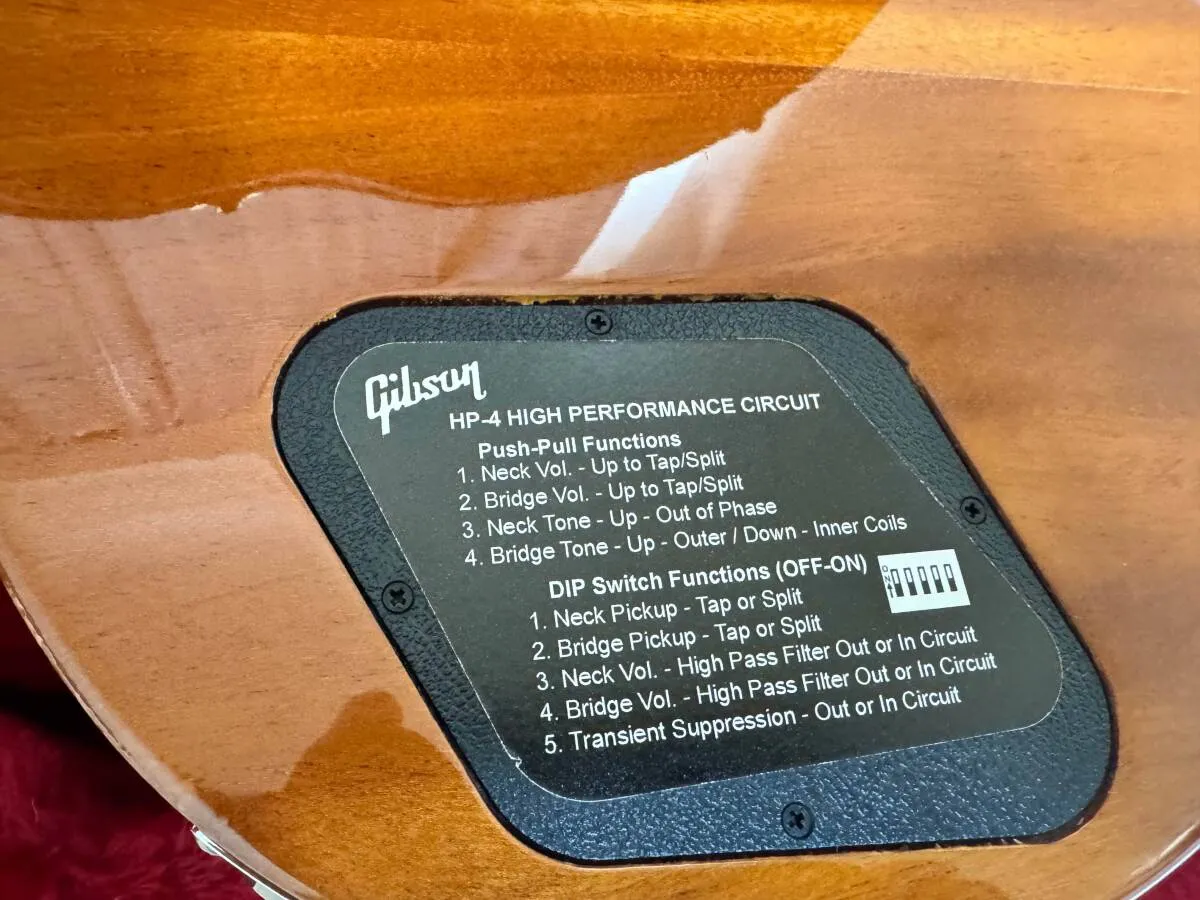 Gibson
HP-4 HIGH PERFORMANCE CIRCUIT
Push-Pull Functions
1. Neck Vol. - Up to Tap/Split
2. Bridge Vol. - Up to Tap/Split
3. Neck Tone - Up - Out of Phase
4. Bridge Tone - Up - Outer / Down - Inner Coils
DIP Switch Functions (OFF-ON)
1. Neck Pickup - Tap or Split
2. Bridge Pickup - Tap or Split
3. Neck Vol. - High Pass Filter Out or In Circuit
4. Bridge Vol. - High Pass Filter Out or In Circuit
5. Transient Suppression - Out or In Circuit
ON